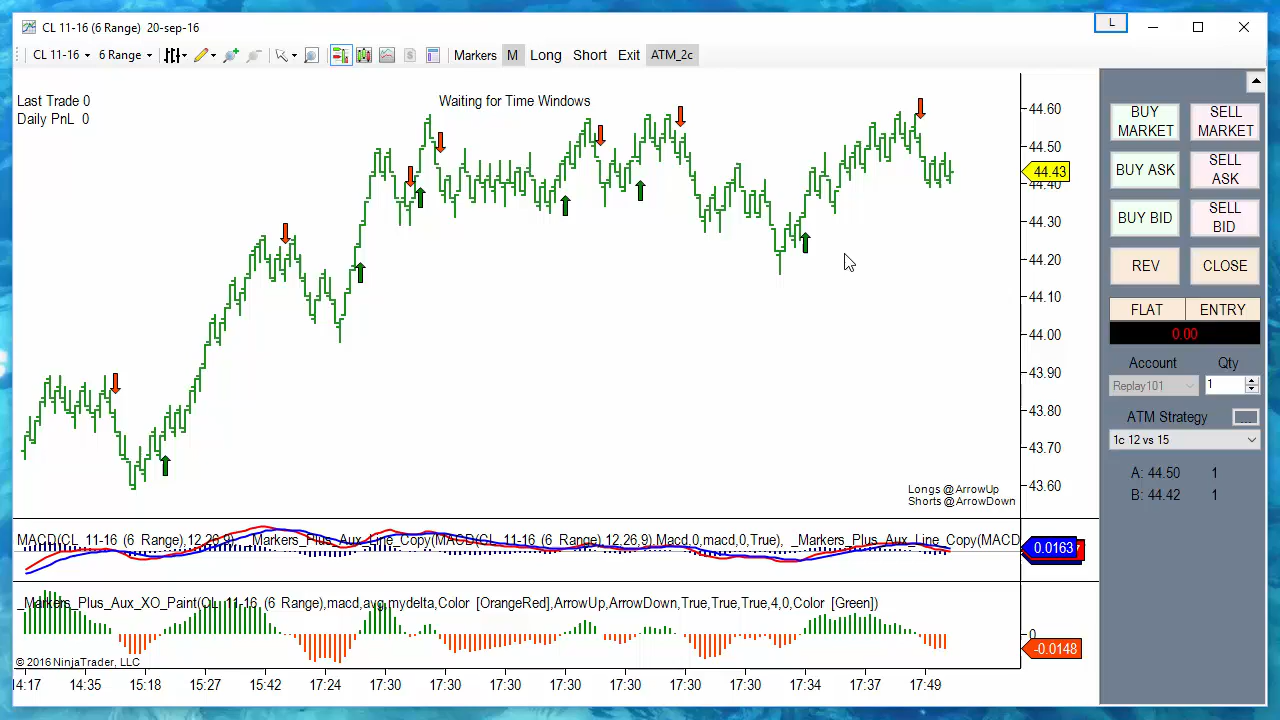 CL 11-16 (6 Range) 20-sep-16
L
CL 11-16 6 Range Markers M Long Short Exit ATM_2c
Last Trade 0
Daily PnL 0
Waiting for Time Windows
44.60
44.50
44.43
44.40
44.30
44.20
44.10
44.00
43.90
43.80
43.70
43.60
Longs @ArrowUp
Shorts @ArrowDown
MACD(CL 11-16 (6 Range),12,26,9) _Markers_Plus_Aux_Line_Copy(MACD(CL 11-16 (6 Range),12,26,9).Macd,0,macd,0,True), _Markers_Plus_Aux_Line_Copy(MACD
0.0163
_Markers_Plus_Aux_XO_Paint(CL 11-16 (6 Range),macd,avg,mydelta,Color [OrangeRed],ArrowUp,ArrowDown,True,True,True,4,0,Color [Green])
0
-0.0148
© 2016 NinjaTrader, LLC
4:17 14:35 15:18 15:27 15:42 17:24 17:30 17:30 17:30 17:30 17:30 17:30 17:34 17:37 17:49
BUY MARKET
SELL MARKET
BUY ASK
SELL ASK
BUY BID
SELL BID
REV
CLOSE
FLAT
ENTRY
0.00
Account Qty
Replay101 1
ATM Strategy
1c 12 vs 15
A: 44.50 1
B: 44.42 1